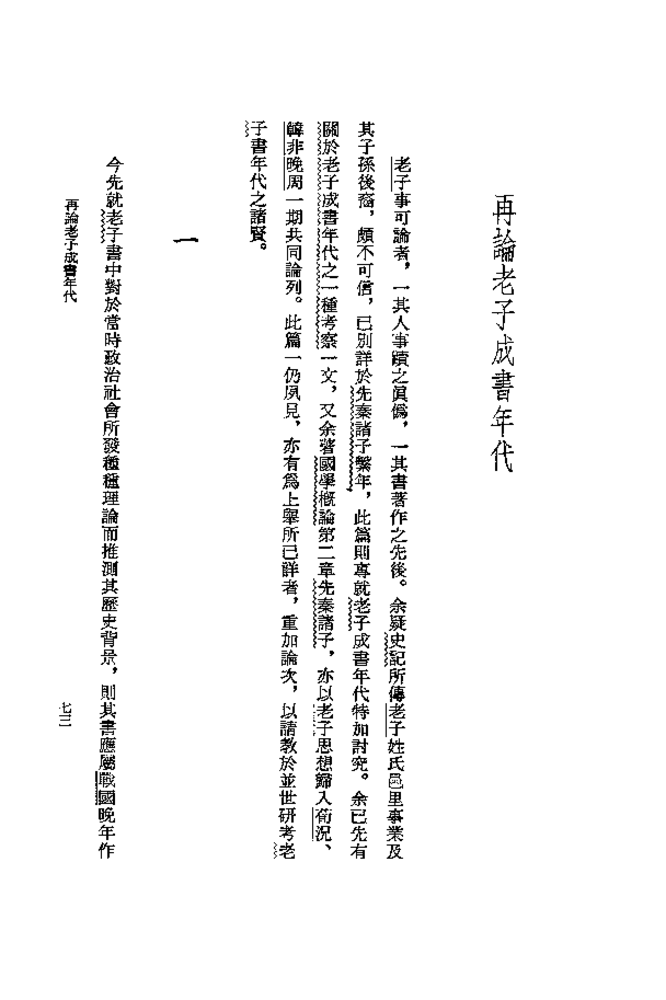 再論老子成書年代
老子事可論者，一其人事蹟之眞僞，一其書著作之先後。余疑史記所傳老子姓氏邑里事業及
其子孫後裔，頗不可信，已別詳於先秦諸子繫年，此篇則專就老子成書年代特加討究。余已先有
關於老子成書年代之一種考察一文，又余著國學概論第二章先秦諸子，亦以老子思想歸入荀況、
韓非晚周一期共同論列。此篇一仍夙見，亦有爲上舉所已詳者，重加論次，以請教於並世研考老
子書年代之諸賢。
一
今先就老子書中對於當時政治社會所發種種理論而推測其歷史背景，則其書應屬戰國晚年作
再論老子成書年代
七三